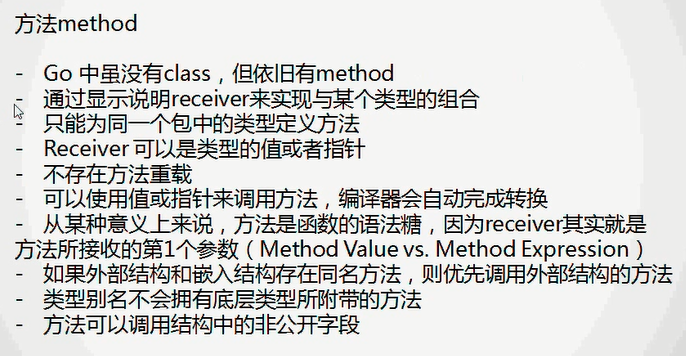 方法method
- Go 中虽没有class，但依旧有method
- 通过显示说明receiver来实现与某个类型的组合
- 只能为同一个包中的类型定义方法
- Receiver 可以是类型的值或者指针
- 不存在方法重载
- 可以使用值或指针来调用方法，编译器会自动完成转换
- 从某种意义上来说，方法是函数的语法糖，因为receiver其实就是
方法所接收的第1个参数（Method Value vs. Method Expression）
- 如果外部结构和嵌入结构存在同名方法，则优先调用外部结构的方法
- 类型别名不会拥有底层类型所附带的方法
- 方法可以调用结构中的非公开字段